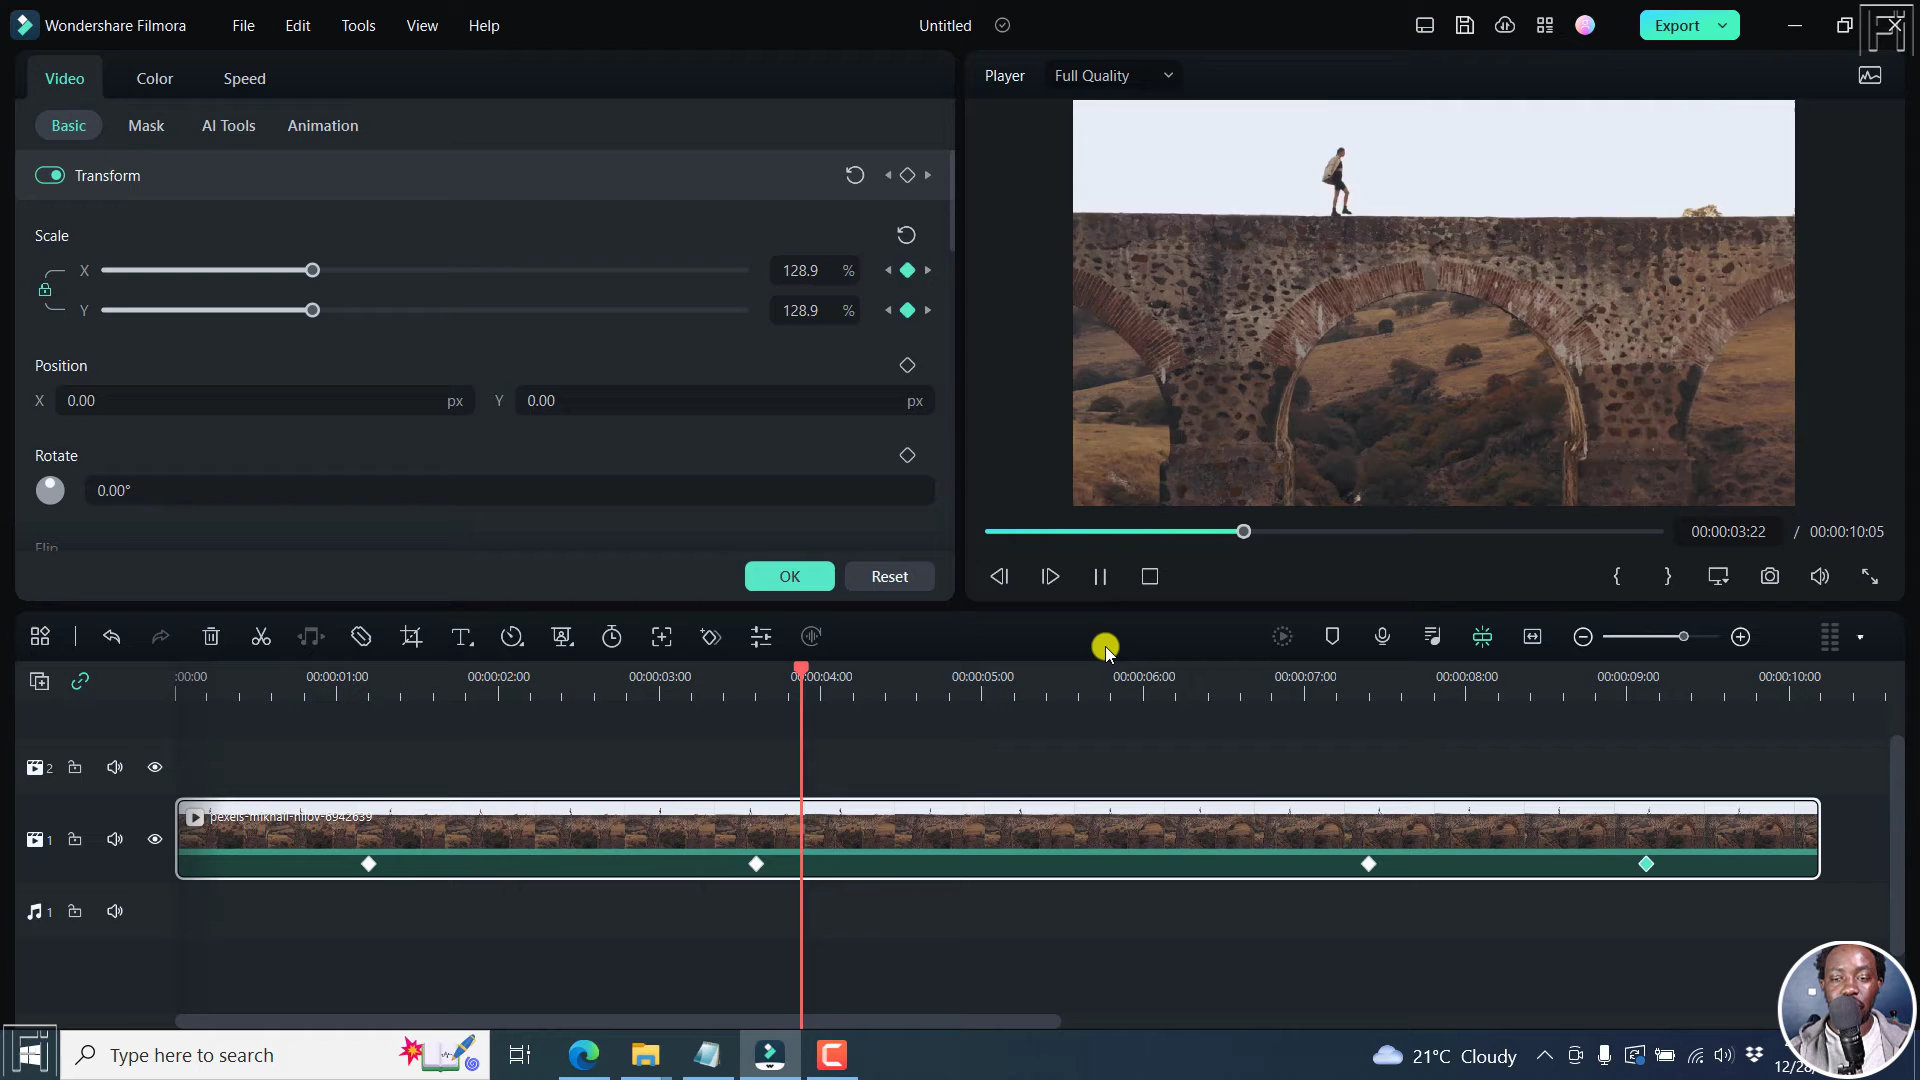 Wondershare Filmora File Edit Tools View Help Untitled Export
Video Color Speed
Player Full Quality
Basic Mask AI Tools Animation
Transform
Scale
X 128.9 %
Y 128.9 %
Position
X 0.00 px Y 0.00 px
Rotate
0.00°
Flip
00:00:03:22 / 00:00:10:05
OK Reset
:00:00 00:00:01:00 00:00:02:00 00:00:03:00 00:00:04:00 00:00:05:00 00:00:06:00 00:00:07:00 00:00:08:00 00:00:09:00 00:00:10:00
2
pexels-mikhail-nilov-6942639
1
1
Type here to search
21°C Cloudy